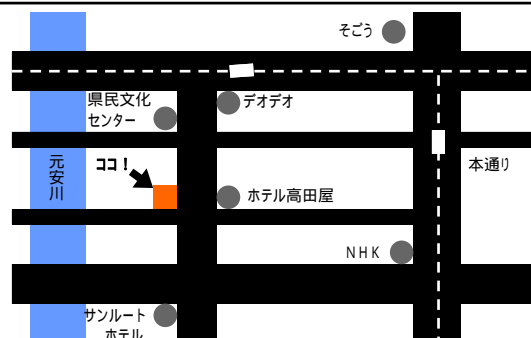 そごう
県民文化
センター
デオデオ
元安川
ココ！
本通り
ホテル高田屋
ＮＨＫ
サンルート
ホテル